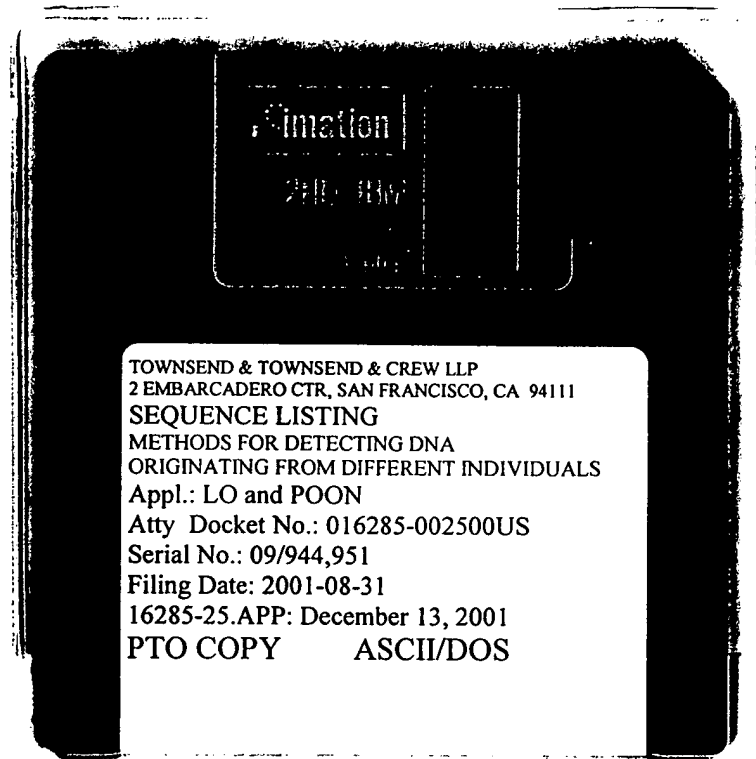 imation
2HD IBM
TOWNSEND & TOWNSEND & CREW LLP
2 EMBARCADERO CTR, SAN FRANCISCO, CA 94111
SEQUENCE LISTING
METHODS FOR DETECTING DNA
ORIGINATING FROM DIFFERENT INDIVIDUALS
Appl.: LO and POON
Atty Docket No.: 016285-002500US
Serial No.: 09/944,951
Filing Date: 2001-08-31
16285-25.APP: December 13, 2001
PTO COPY ASCII/DOS